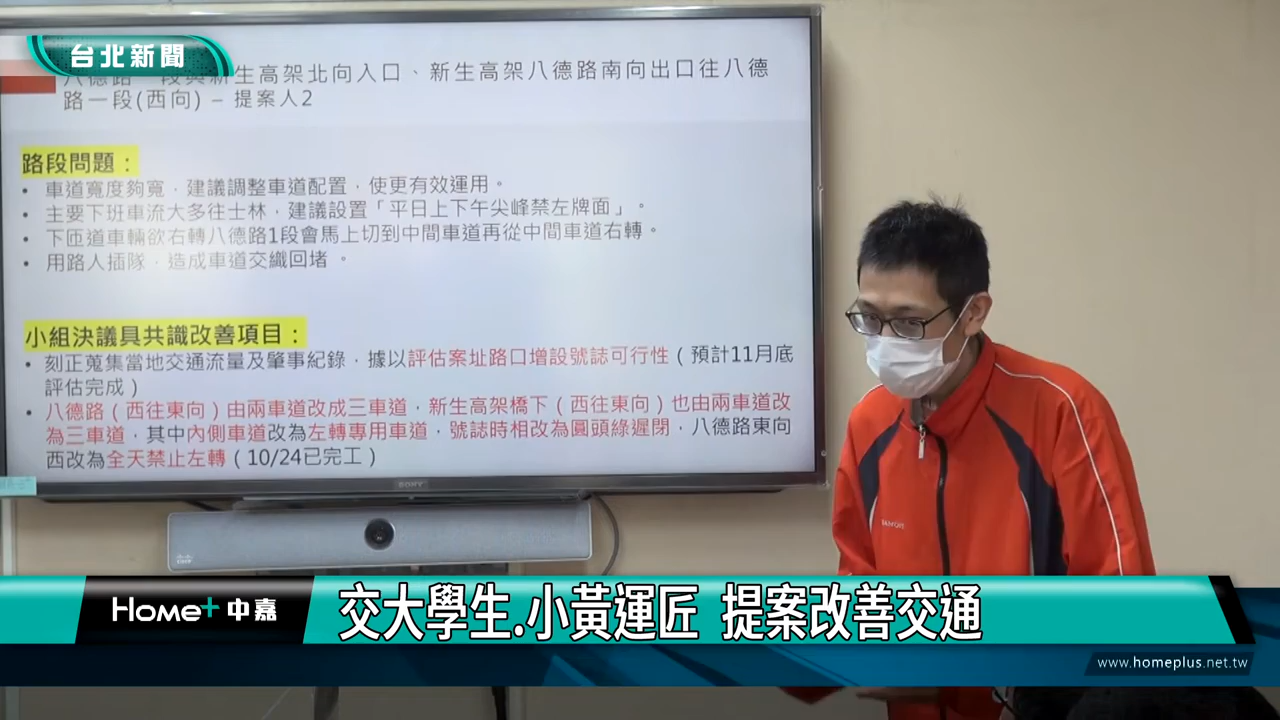 台北新聞
生高架北向入口、新生高架八德路南向出口往八德
路一段(西向) – 提案人2
路段問題：
• 車道寬度夠寬，建議調整車道配置，使更有效運用。
• 主要下班車流大多往士林，建議設置「平日上下午尖峰禁左牌面」。
• 下匝道車輛欲右轉八德路1段會馬上切到中間車道再從中間車道右轉。
• 用路人插隊，造成車道交織回堵 。
小組決議具共識改善項目：
• 刻正蒐集當地交通流量及肇事紀錄，據以評估案址路口增設號誌可行性（預計11月底
評估完成）
• 八德路（西往東向）由兩車道改成三車道，新生高架橋下（西往東向）也由兩車道改
為三車道，其中內側車道改為左轉專用車道，號誌時相改為圓頭綠遲閉，八德路東向
西改為全天禁止左轉（10/24已完工）
SONY
Home+中嘉
交大學生.小黃運匠 提案改善交通
www.homeplus.net.tw